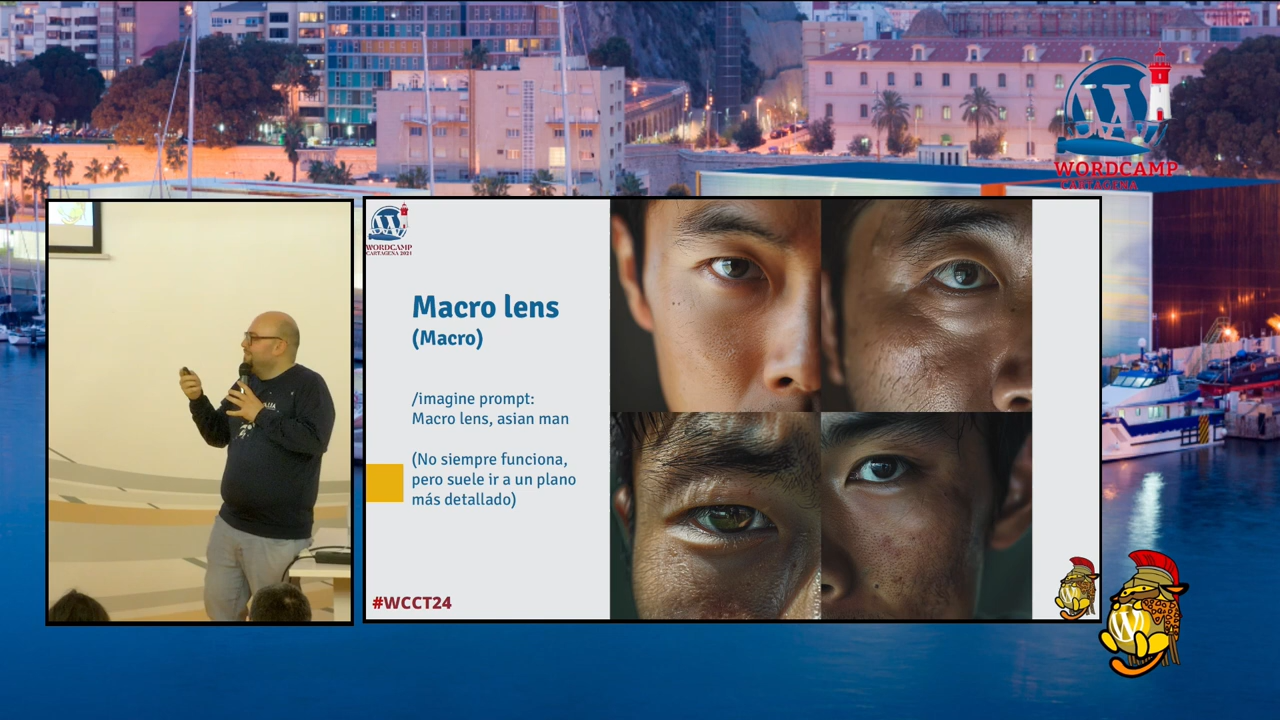 WORDCAMP
CARTAGENA
WORDCAMP
CARTAGENA 2024
Macro lens
(Macro)
/imagine prompt:
Macro lens, asian man
(No siempre funciona,
pero suele ir a un plano
más detallado)
#WCCT24